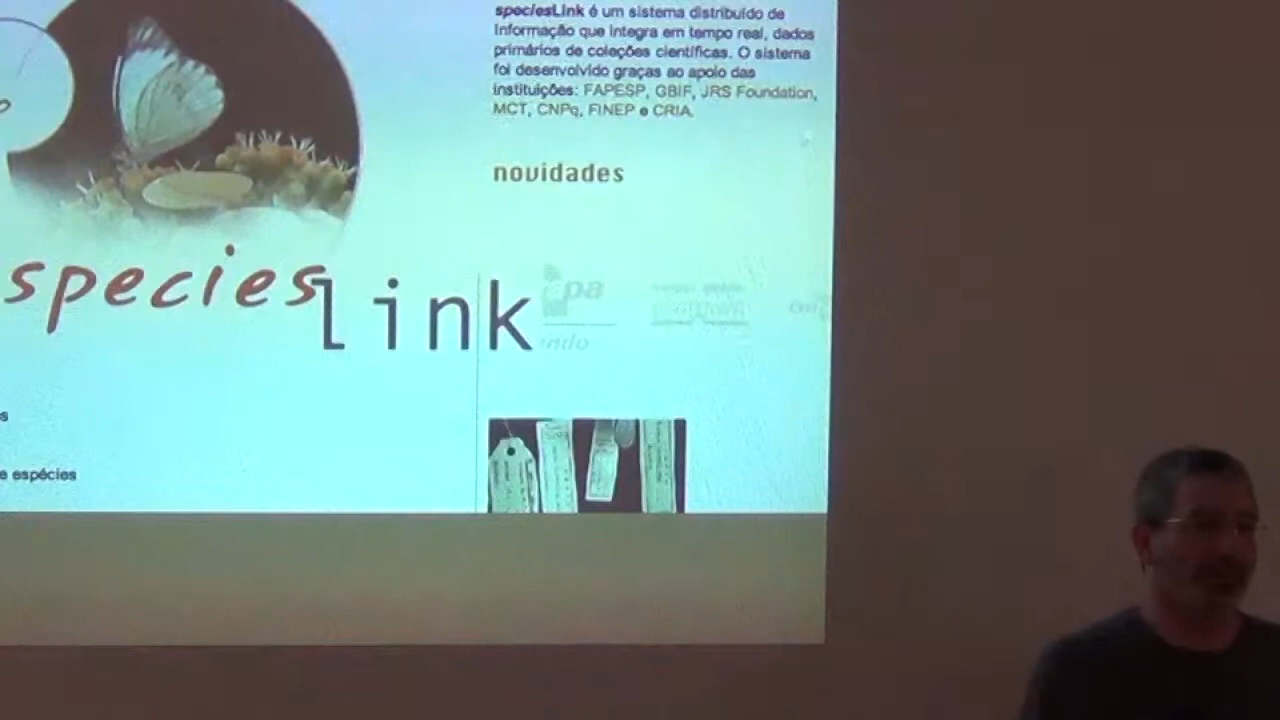 speciesLink é um sistema distribuído de
Informação que Integra em tempo real, dados
primários de coleções científicas. O sistema
foi desenvolvido graças ao apoio das
instituições: FAPESP, GBIF, JRS Foundation,
MCT, CNPq, FINEP e CRIA.
novidades
species
link
e espécies